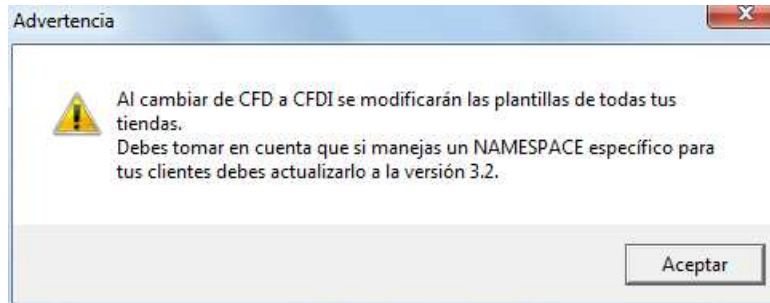 Advertencia
Al cambiar de CFD a CFDI se modificarán las plantillas de todas tus
tiendas.
Debes tomar en cuenta que si manejas un NAMESPACE específico para
tus clientes debes actualizarlo a la versión 3.2.
Aceptar